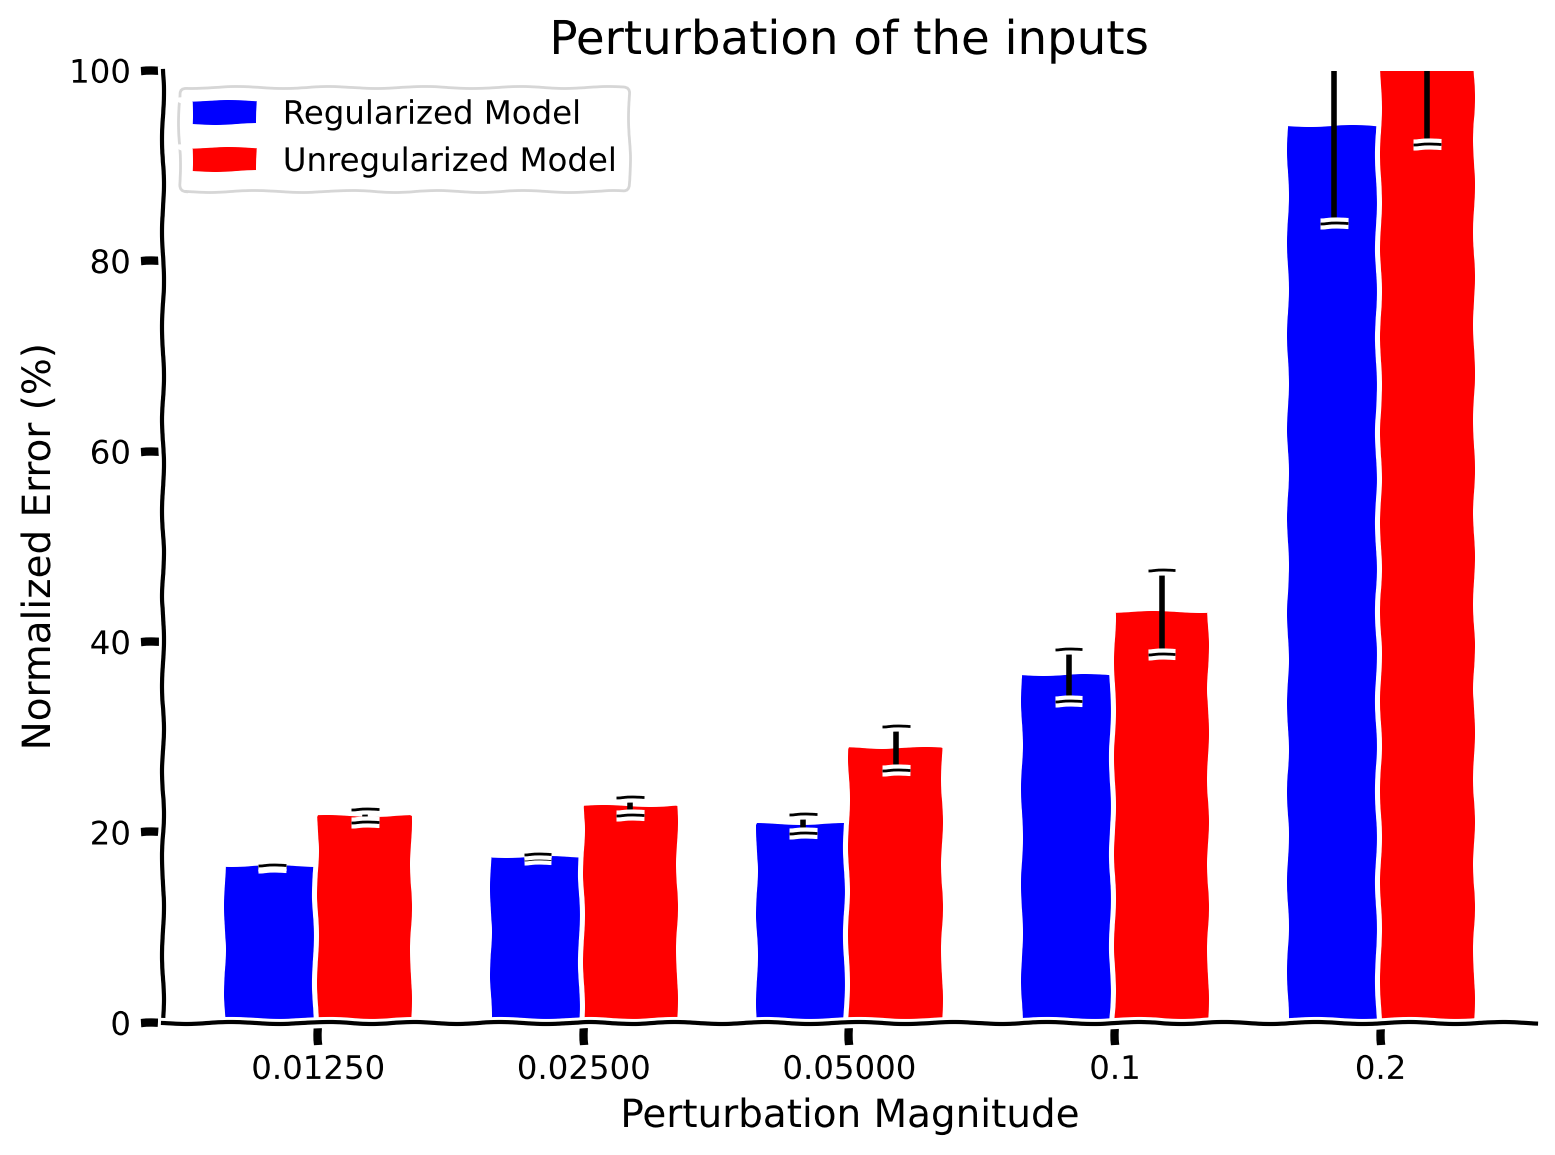 Perturbation of the inputs
Regularized Model
Unregularized Model
Normalized Error (%)
100
80
60
40
20
0
0.01250
0.02500
0.05000
0.1
0.2
Perturbation Magnitude